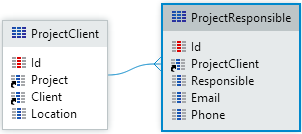 ProjectClient
Id
Project
Client
Location
ProjectResponsible
Id
ProjectClient
Responsible
Email
Phone